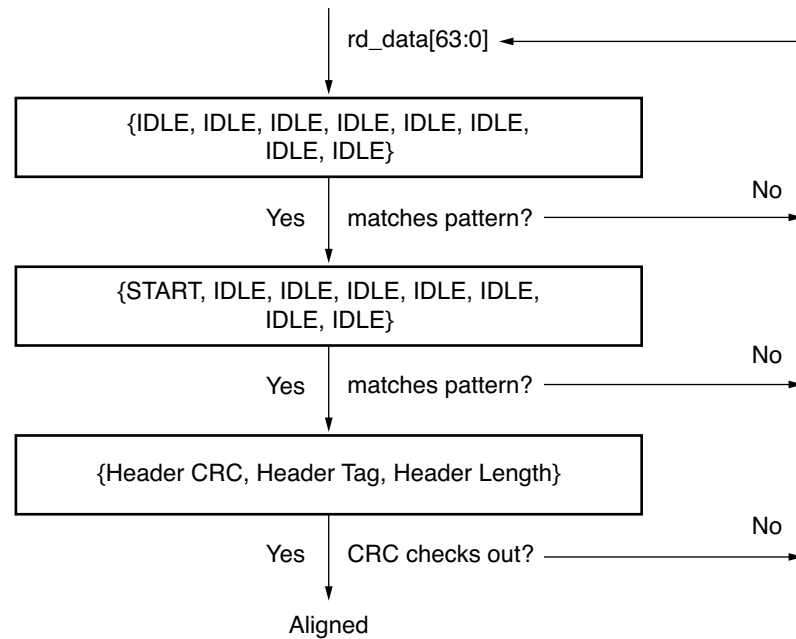 rd_data[63:0]
{IDLE, IDLE, IDLE, IDLE, IDLE, IDLE,
IDLE, IDLE}
No
Yes matches pattern?
{START, IDLE, IDLE, IDLE, IDLE, IDLE,
IDLE, IDLE}
No
Yes matches pattern?
{Header CRC, Header Tag, Header Length}
No
Yes CRC checks out?
Aligned